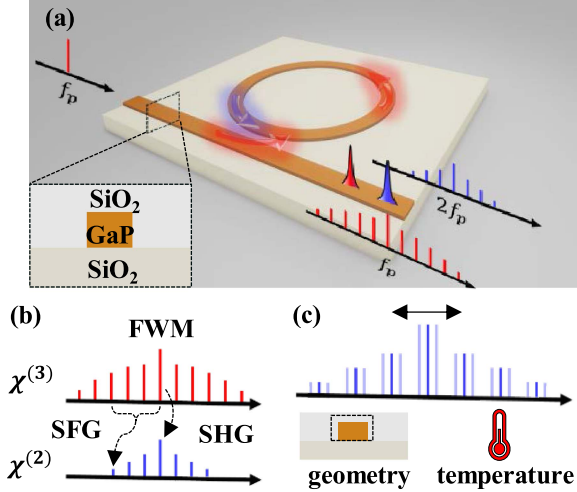 (a)
f_p
SiO₂
GaP
SiO₂
2f_p
f_p
(b)
FWM
χ⁽³⁾
SFG
SHG
χ⁽²⁾
(c)
geometry
temperature